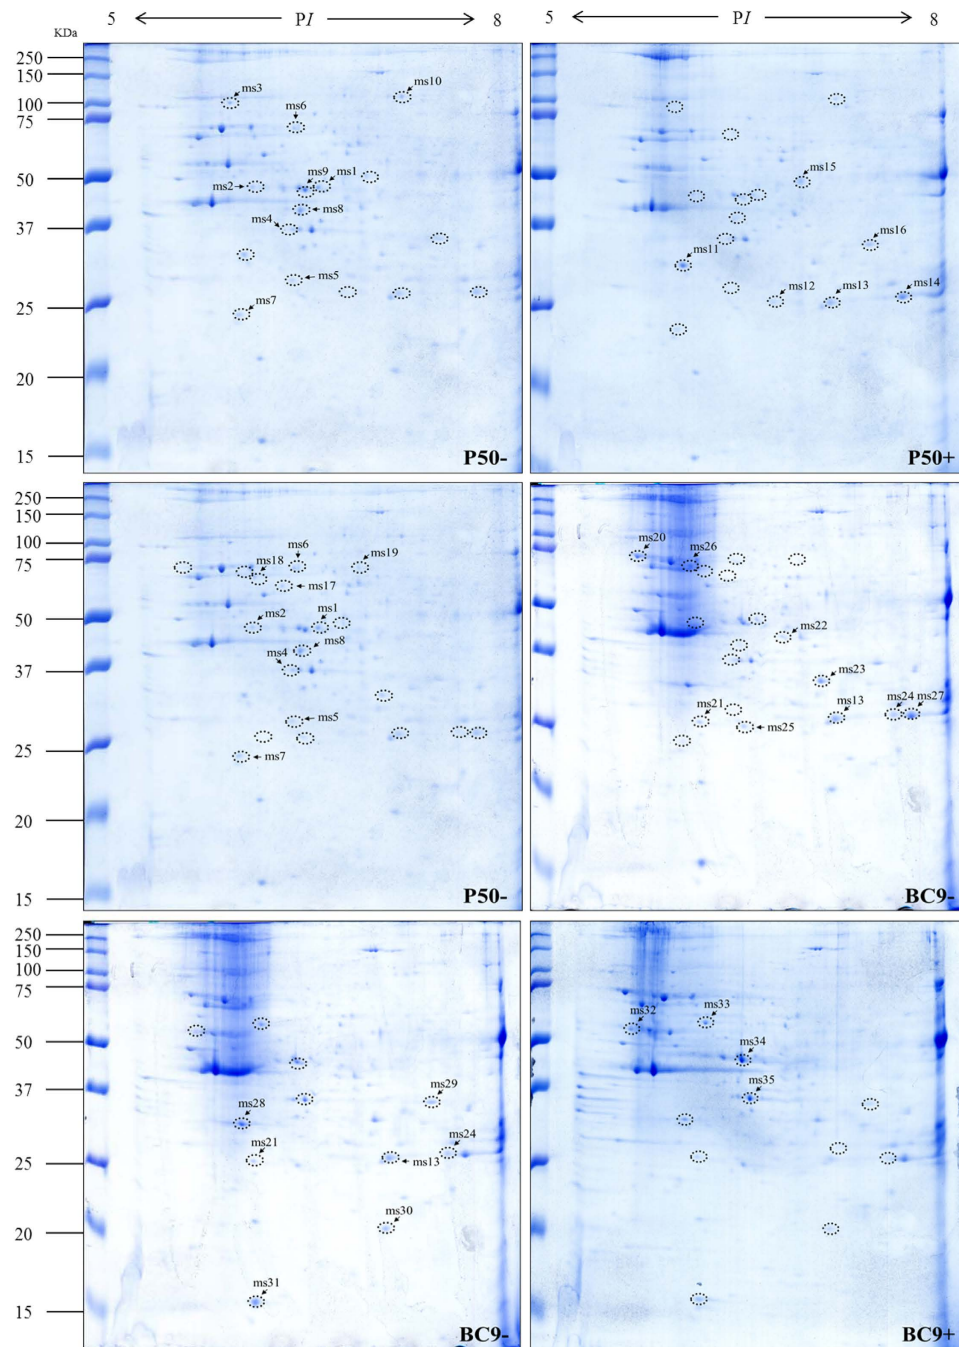 5 PI 8 5 PI 8
KDa
250
150
100
75
50
37
25
20
15
ms3
ms10
ms6
ms9
ms1
ms2
ms8
ms4
ms5
ms7
P50-
ms15
ms16
ms11
ms12
ms13
ms14
P50+
250
150
100
75
50
37
25
20
15
ms6
ms19
ms18
ms17
ms2
ms1
ms8
ms4
ms5
ms7
P50-
ms20
ms26
ms22
ms23
ms21
ms13
ms24
ms27
ms25
BC9-
250
150
100
75
50
37
25
20
15
ms29
ms28
ms21
ms24
ms13
ms30
ms31
BC9-
ms32
ms33
ms34
ms35
BC9+